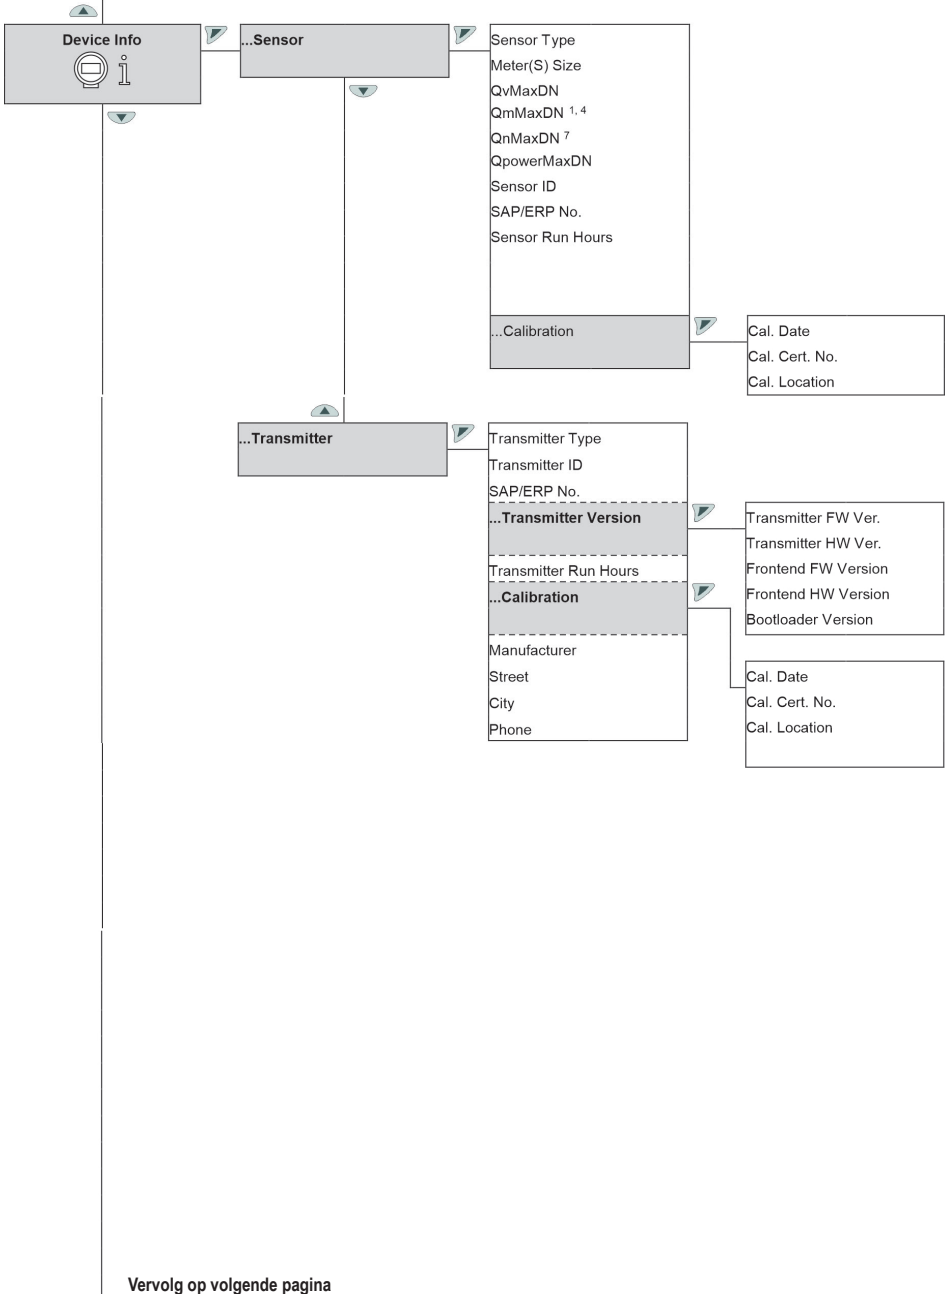 Device Info
...Sensor
Sensor Type
Meter(S) Size
QvMaxDN
QmMaxDN 1, 4
QnMaxDN 7
QpowerMaxDN
Sensor ID
SAP/ERP No.
Sensor Run Hours
...Calibration
Cal. Date
Cal. Cert. No.
Cal. Location
...Transmitter
Transmitter Type
Transmitter ID
SAP/ERP No.
...Transmitter Version
Transmitter FW Ver.
Transmitter HW Ver.
Frontend FW Version
Frontend HW Version
Bootloader Version
Transmitter Run Hours
...Calibration
Cal. Date
Cal. Cert. No.
Cal. Location
Manufacturer
Street
City
Phone
Vervolg op volgende pagina